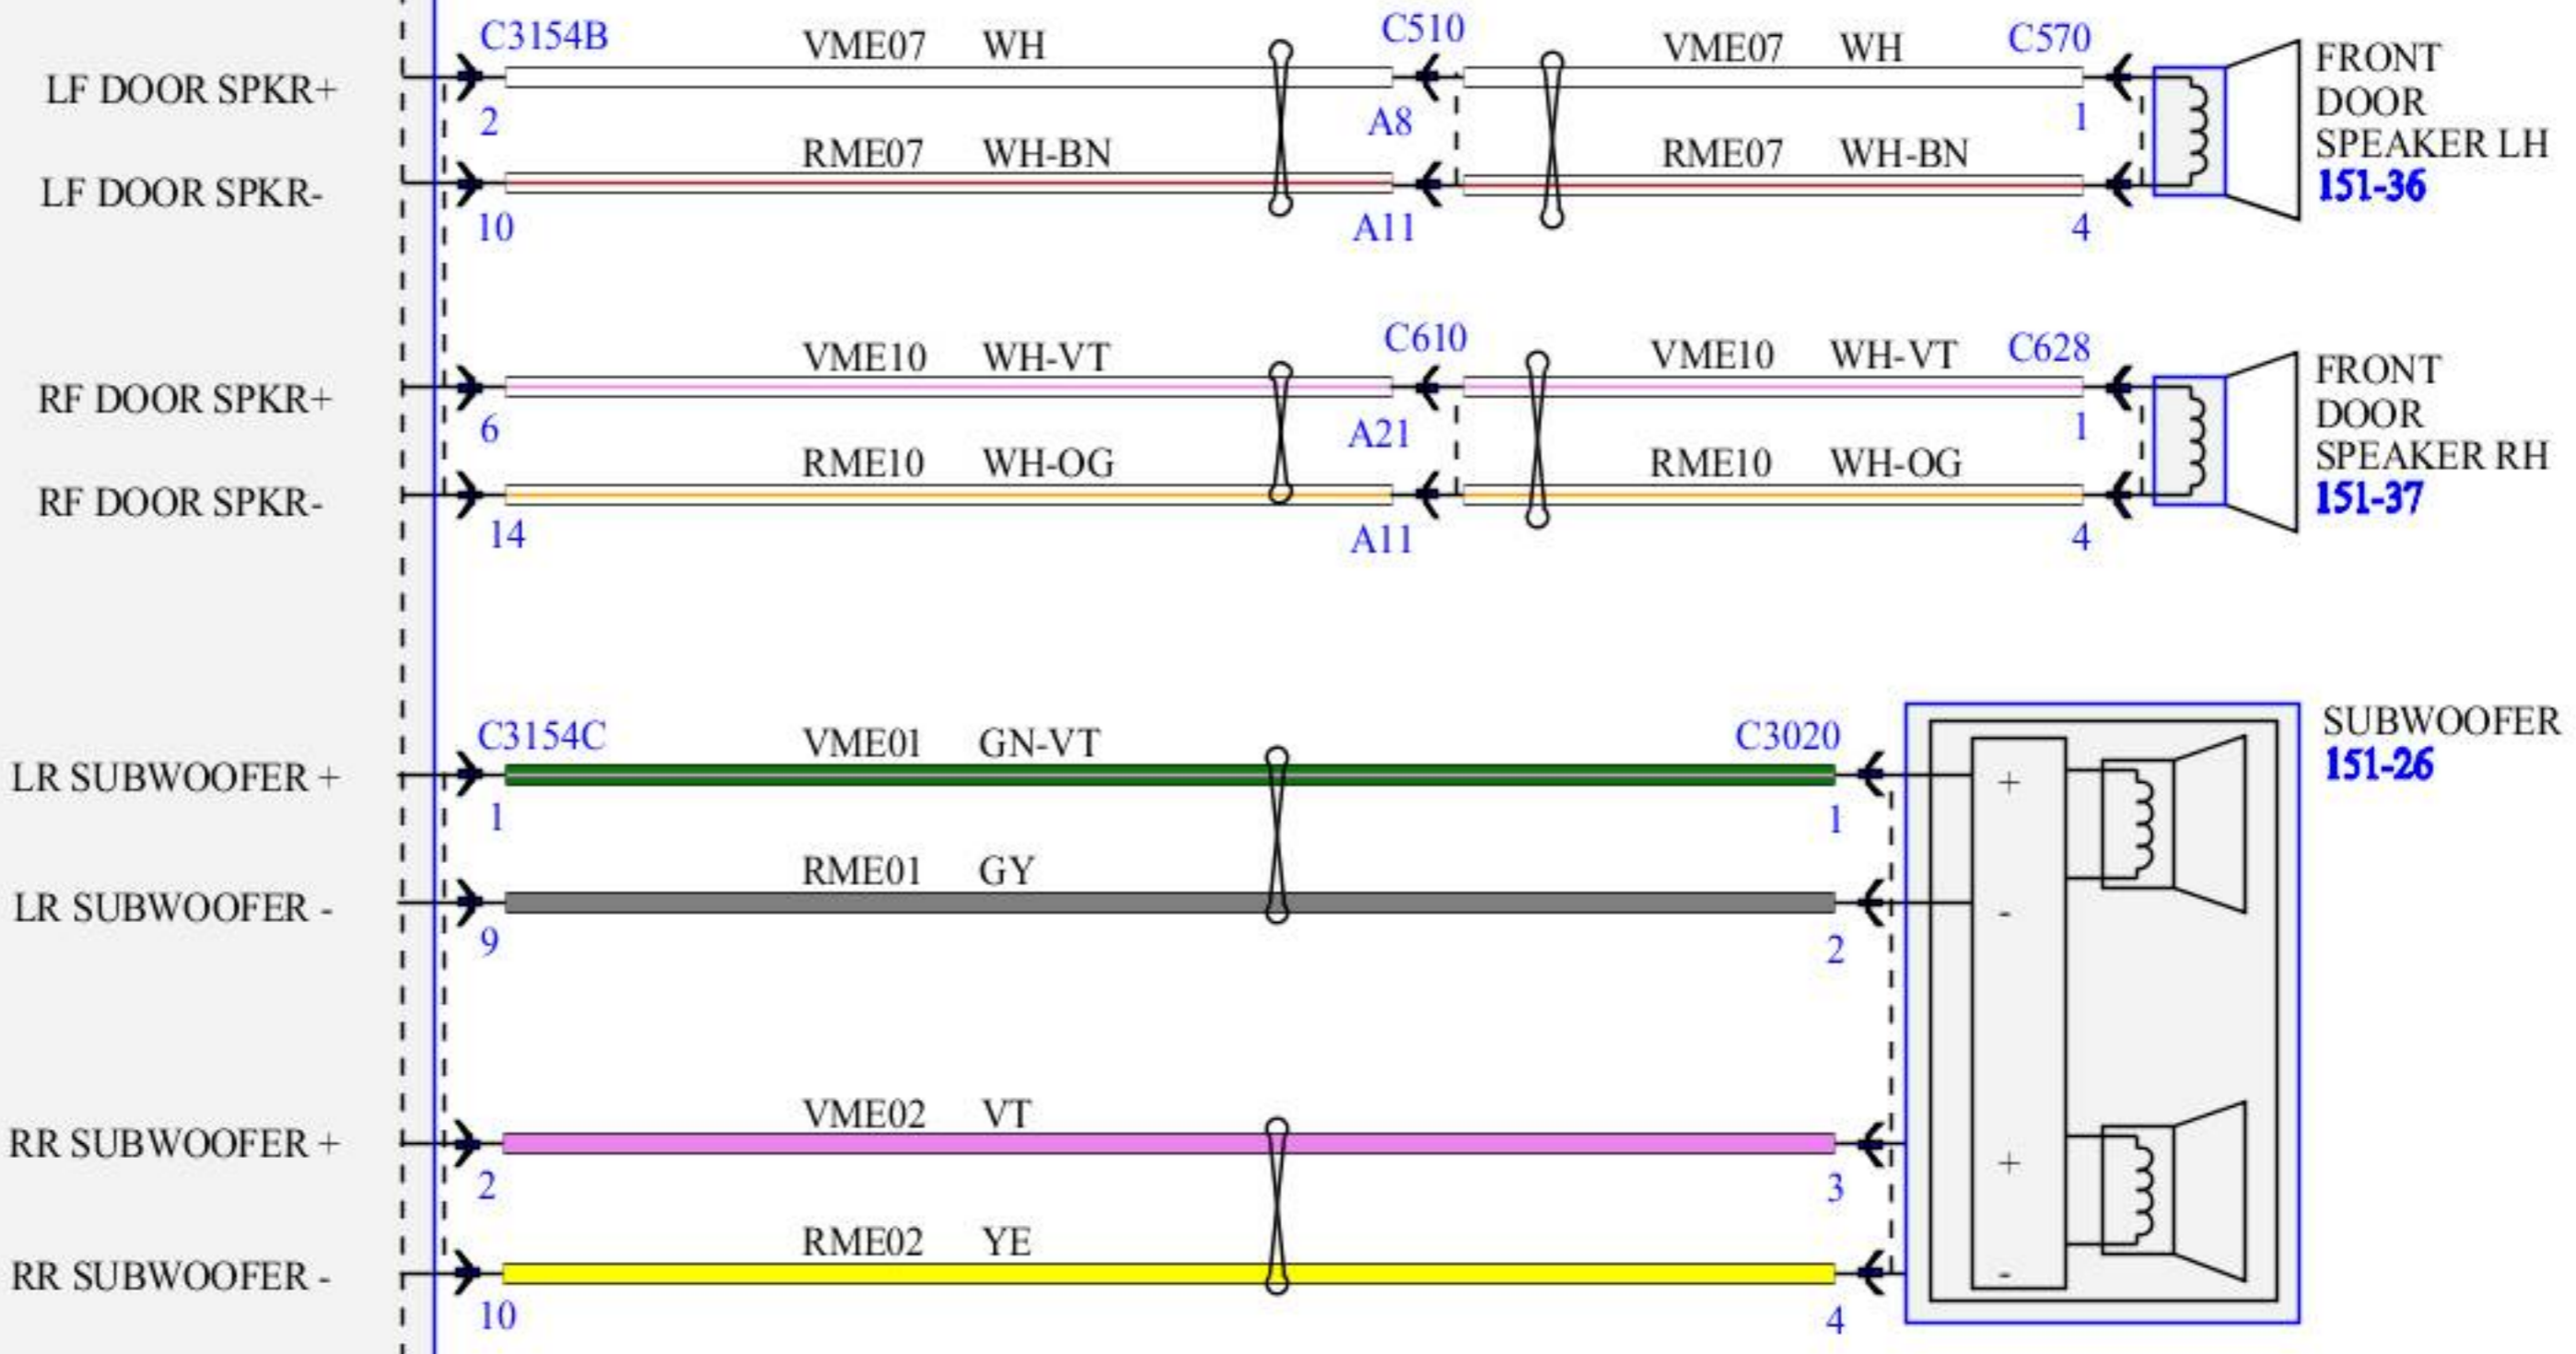 C3154B VME07 WH C510 VME07 WH C570 FRONT
LF DOOR SPKR+ DOOR
2 A8 1
RME07 WH-BN RME07 WH-BN SPEAKER LH
LF DOOR SPKR- 151-36
10 A11 4
C610 C628
VME10 WH-VT VME10 WH-VT FRONT
RF DOOR SPKR+ DOOR
6 A21 1
RME10 WH-OG RME10 WH-OG SPEAKER RH
RF DOOR SPKR- 151-37
14 A11 4
C3154C VME01 GN-VT C3020 SUBWOOFER
LR SUBWOOFER + + 151-26
1 1
RME01 GY
LR SUBWOOFER - -
9 2
VME02 VT
RR SUBWOOFER + +
2 3
RME02 YE
RR SUBWOOFER - -
10 4